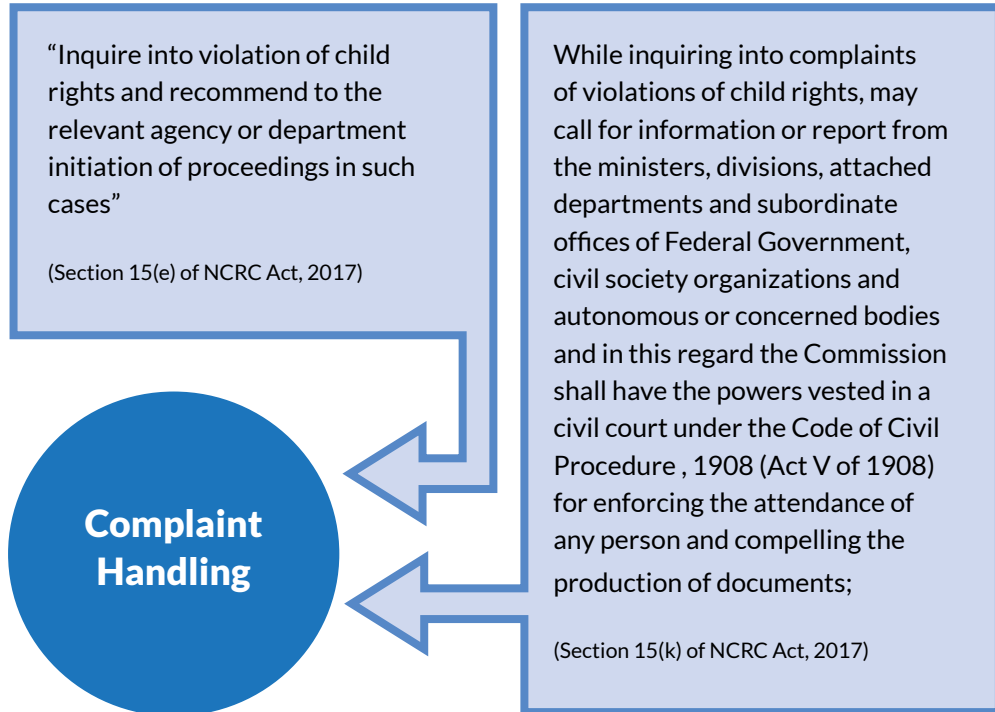 “Inquire into violation of child
rights and recommend to the
relevant agency or department
initiation of proceedings in such
cases”
(Section 15(e) of NCRC Act, 2017)
While inquiring into complaints
of violations of child rights, may
call for information or report from
the ministers, divisions, attached
departments and subordinate
offices of Federal Government,
civil society organizations and
autonomous or concerned bodies
and in this regard the Commission
shall have the powers vested in a
civil court under the Code of Civil
Procedure , 1908 (Act V of 1908)
for enforcing the attendance of
any person and compelling the
production of documents;
(Section 15(k) of NCRC Act, 2017)
Complaint
Handling